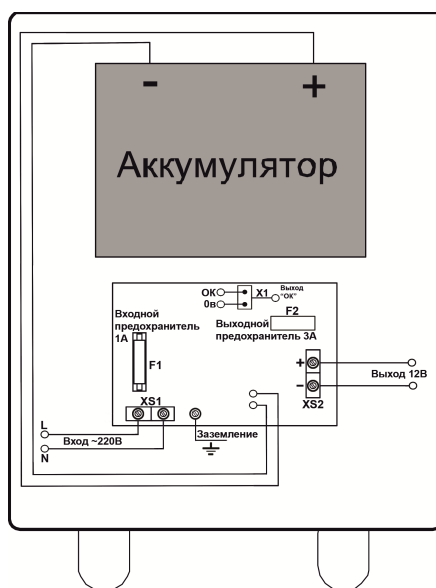 - +
Аккумулятор
ОК X1 Выход
"ОК"
0в
F2
Входной
предохранитель
1А
Выходной
предохранитель 3А
F1
+
Выход 12В
-
XS1
XS2
L
Вход ~220В
Заземление
N